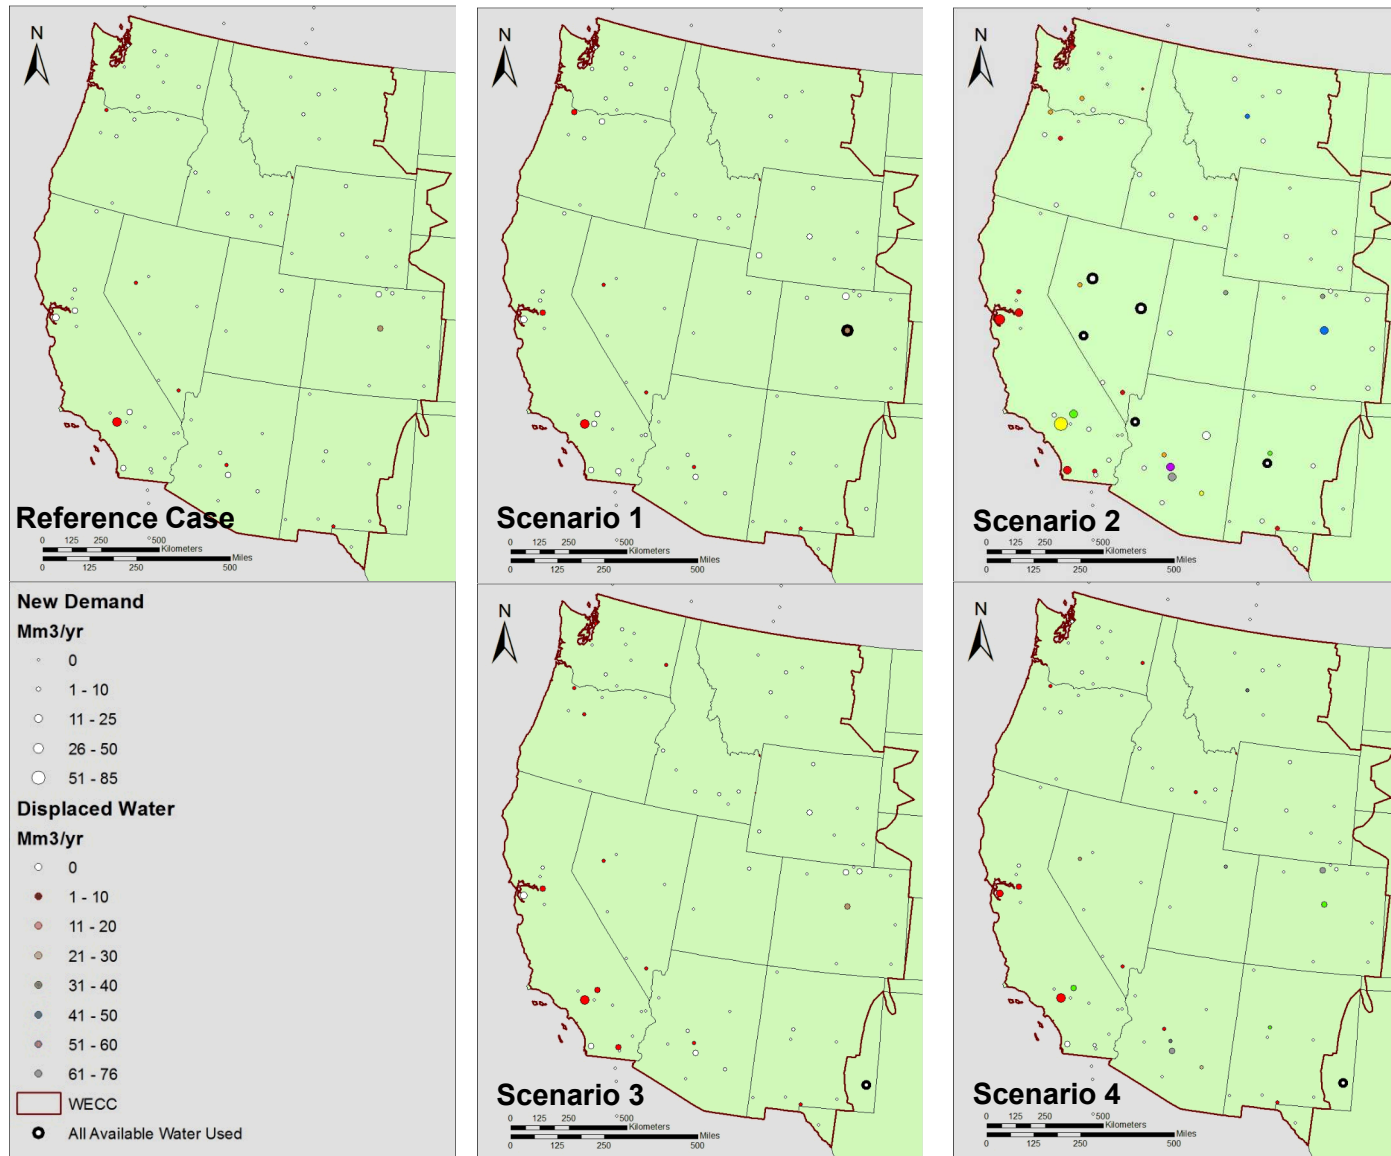 N
Reference Case
0 125 250 °500
Kilometers
Miles
0 125 250 500
N
Scenario 1
0 125 250 °500
Kilometers
Miles
0 125 250 500
N
Scenario 2
0 125 250 °500
Kilometers
Miles
0 125 250 500
New Demand
Mm3/yr
0
1 - 10
11 - 25
26 - 50
51 - 85
Displaced Water
Mm3/yr
0
1 - 10
11 - 20
21 - 30
31 - 40
41 - 50
51 - 60
61 - 76
WECC
All Available Water Used
N
Scenario 3
0 125 250 °500
Kilometers
Miles
0 125 250 500
N
Scenario 4
0 125 250 °500
Kilometers
Miles
0 125 250 500